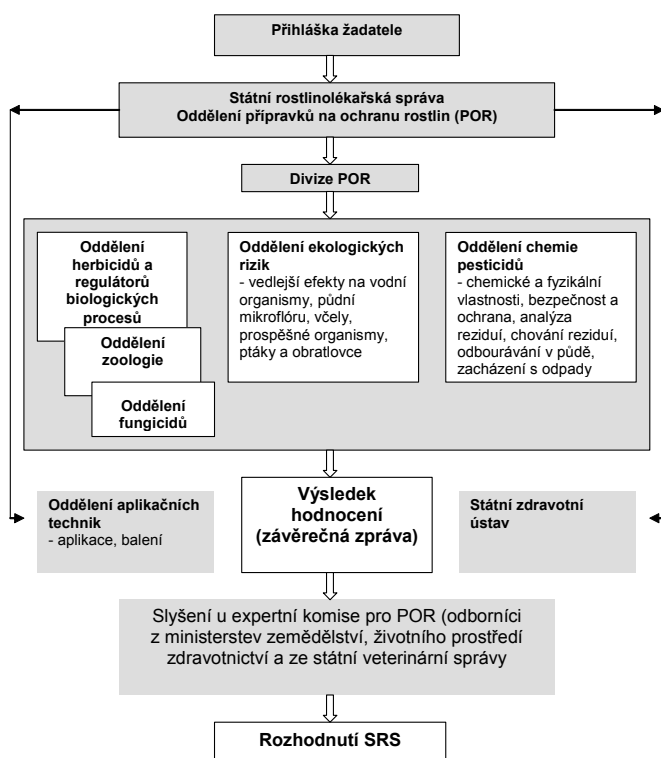 Přihláška žadatele
Státní rostlinolékařská správa
Oddělení přípravků na ochranu rostlin (POR)
Divize POR
Oddělení
herbicidů a
regulátorů
biologických
procesů
Oddělení
zoologie
Oddělení
fungicidů
Oddělení ekologických
rizik
- vedlejší efekty na vodní
organismy, půdní
mikroflóru, včely,
prospěšné organismy,
ptáky a obratlovce
Oddělení chemie
pesticidů
- chemické a fyzikální
vlastnosti, bezpečnost a
ochrana, analýza
reziduí, chování reziduí,
odbourávání v půdě,
zacházení s odpady
Oddělení aplikačních
technik
- aplikace, balení
Výsledek
hodnocení
(závěrečná zpráva)
Státní zdravotní
ústav
Slyšení u expertní komise pro POR (odborníci
z ministerstev zemědělství, životního prostředí
zdravotnictví a ze státní veterinární správy
Rozhodnutí SRS